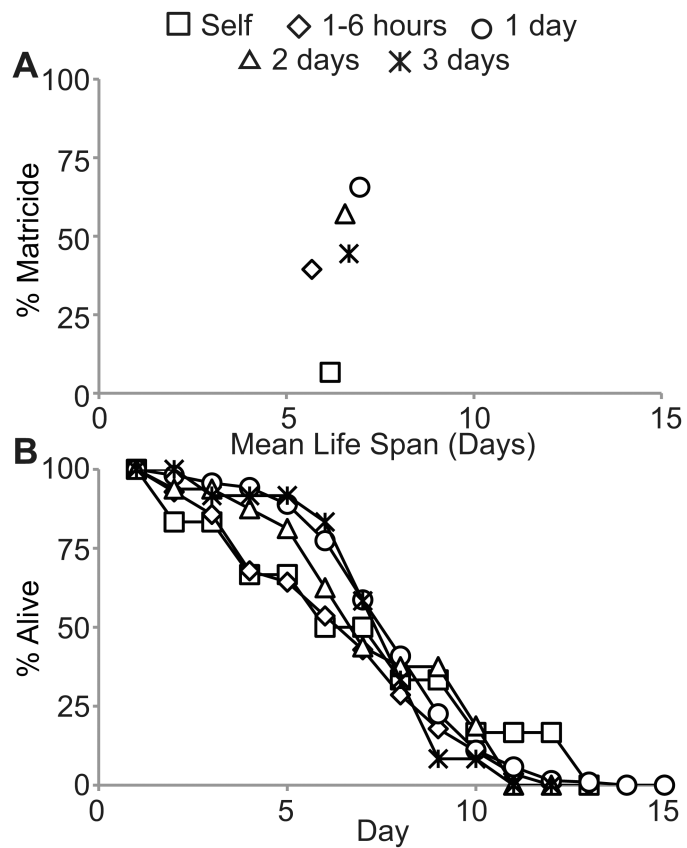 Self 1-6 hours 1 day
2 days 3 days
A
100
75
50
25
0
% Matricide
0 5 10 15
Mean Life Span (Days)
B
100
75
50
25
0
% Alive
0 5 10 15
Day